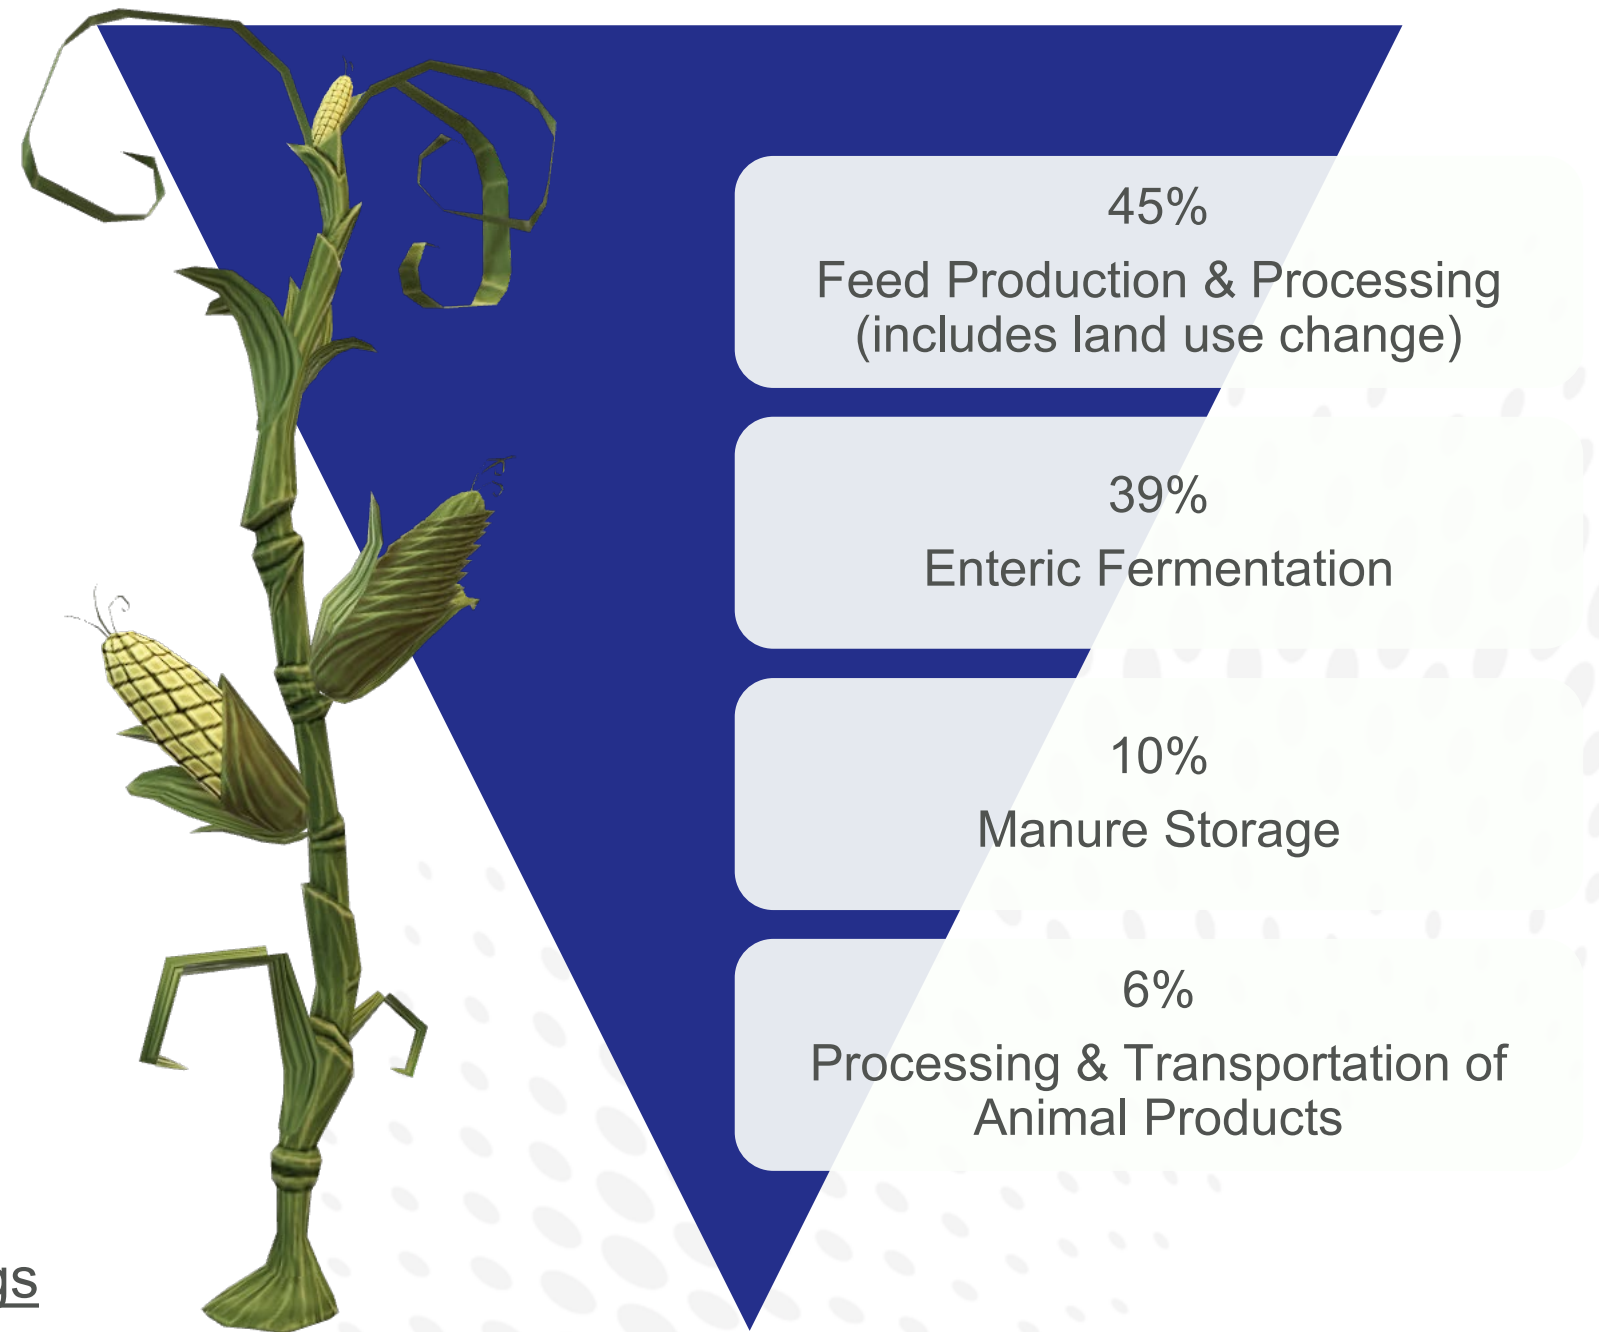 45%
Feed Production & Processing
(includes land use change)
39%
Enteric Fermentation
10%
Manure Storage
6%
Processing & Transportation of
Animal Products